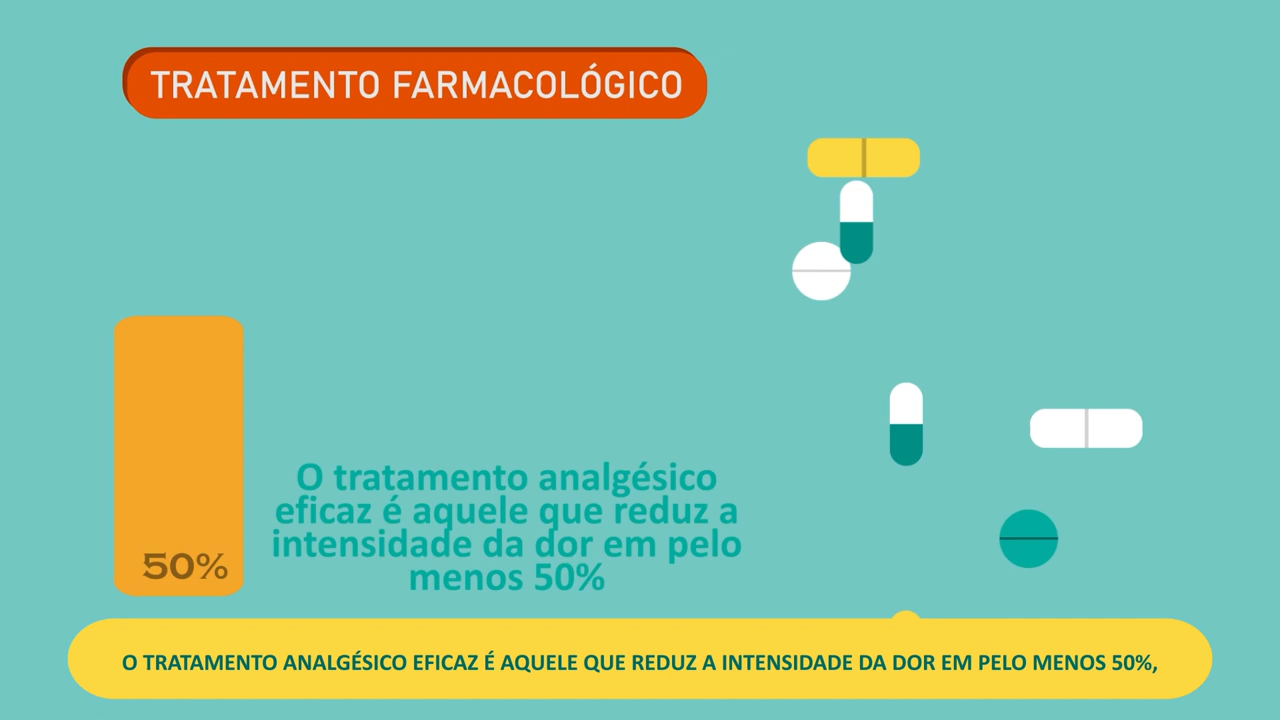 TRATAMENTO FARMACOLÓGICO
50%
O tratamento analgésico
eficaz é aquele que reduz a
intensidade da dor em pelo
menos 50%
O TRATAMENTO ANALGÉSICO EFICAZ É AQUELE QUE REDUZ A INTENSIDADE DA DOR EM PELO MENOS 50%,